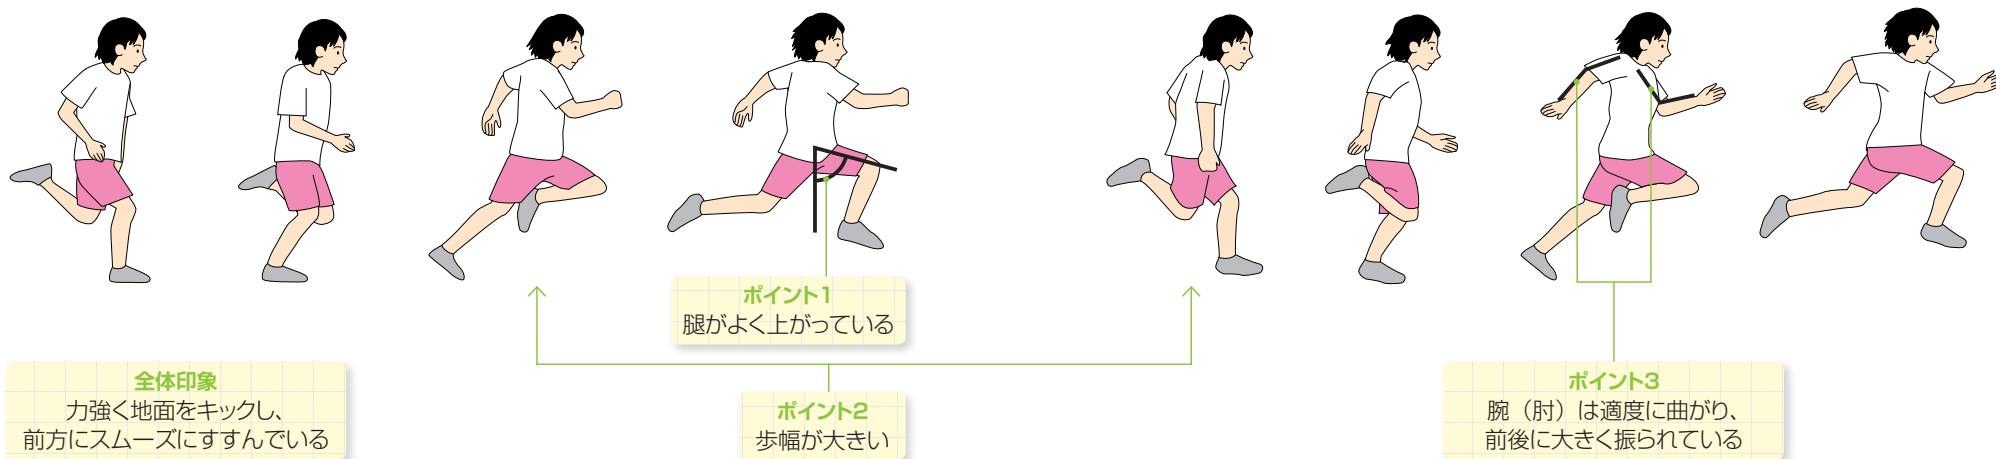 ポイント1
腿がよく上がっている
全体印象
力強く地面をキックし、
前方にスムーズにすすんでいる
ポイント2
歩幅が大きい
ポイント3
腕（肘）は適度に曲がり、
前後に大きく振られている